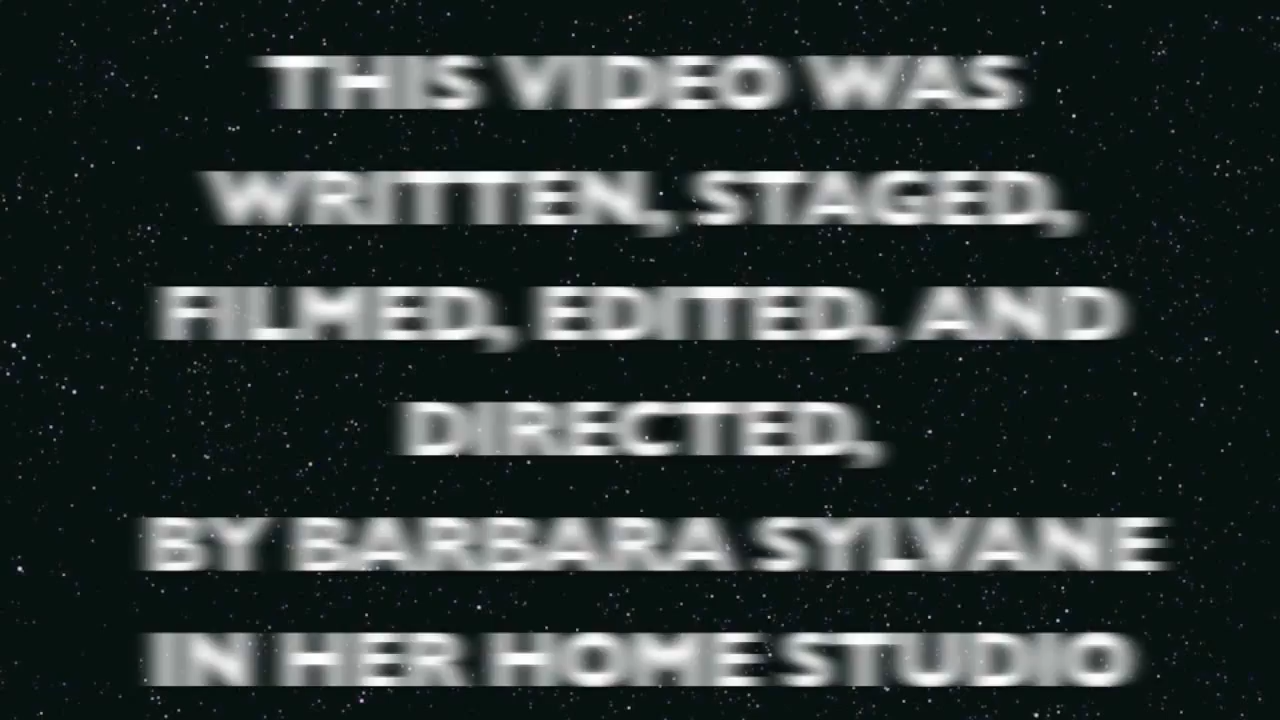 THIS VIDEO WAS
WRITTEN, STAGED,
FILMED, EDITED, AND
DIRECTED,
BY BARBARA SYLVANE
IN HER HOME STUDIO